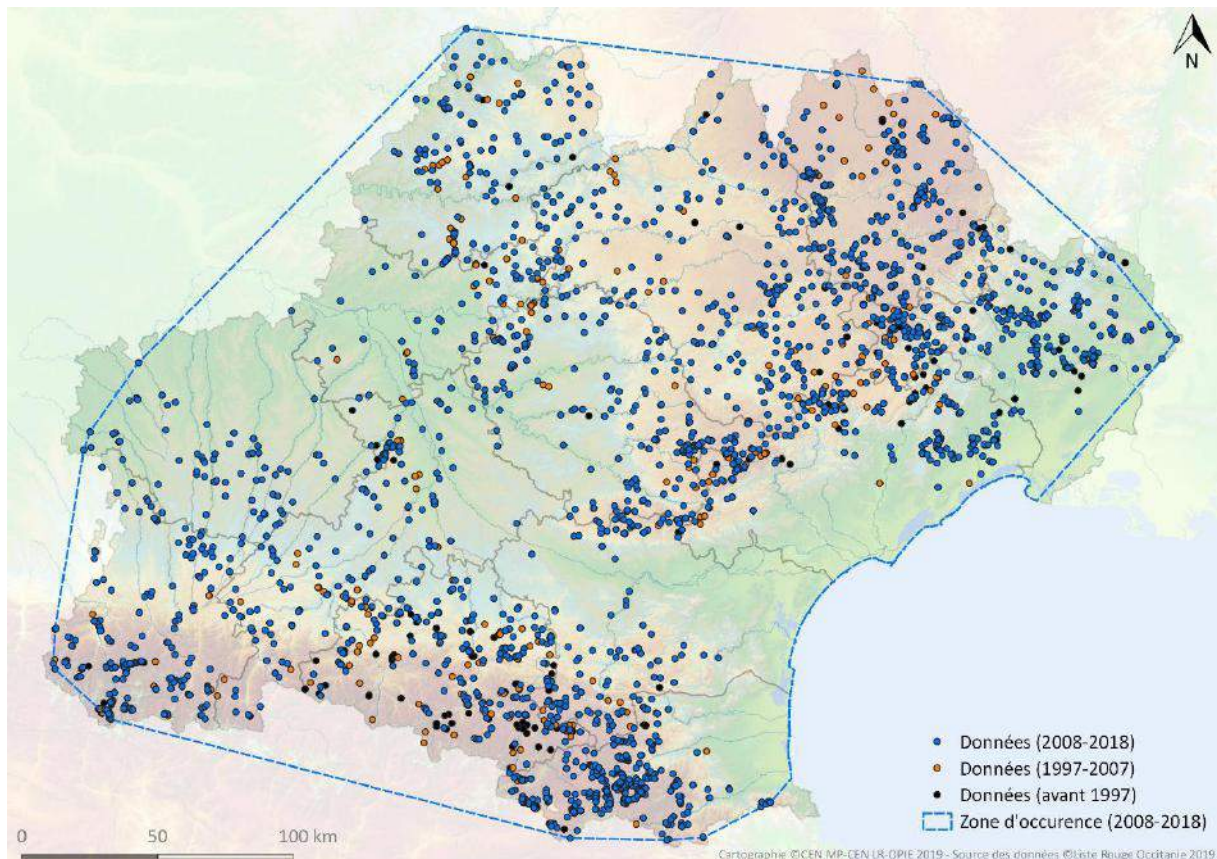 N
Données (2008-2018)
Données (1997-2007)
Données (avant 1997)
Zone d'occurence (2008-2018)
0 50 100 km
Cartographie ©CEN MP-CEN LR-OPIE 2019 - Source des données ©Liste Rouge Occitanie 2019